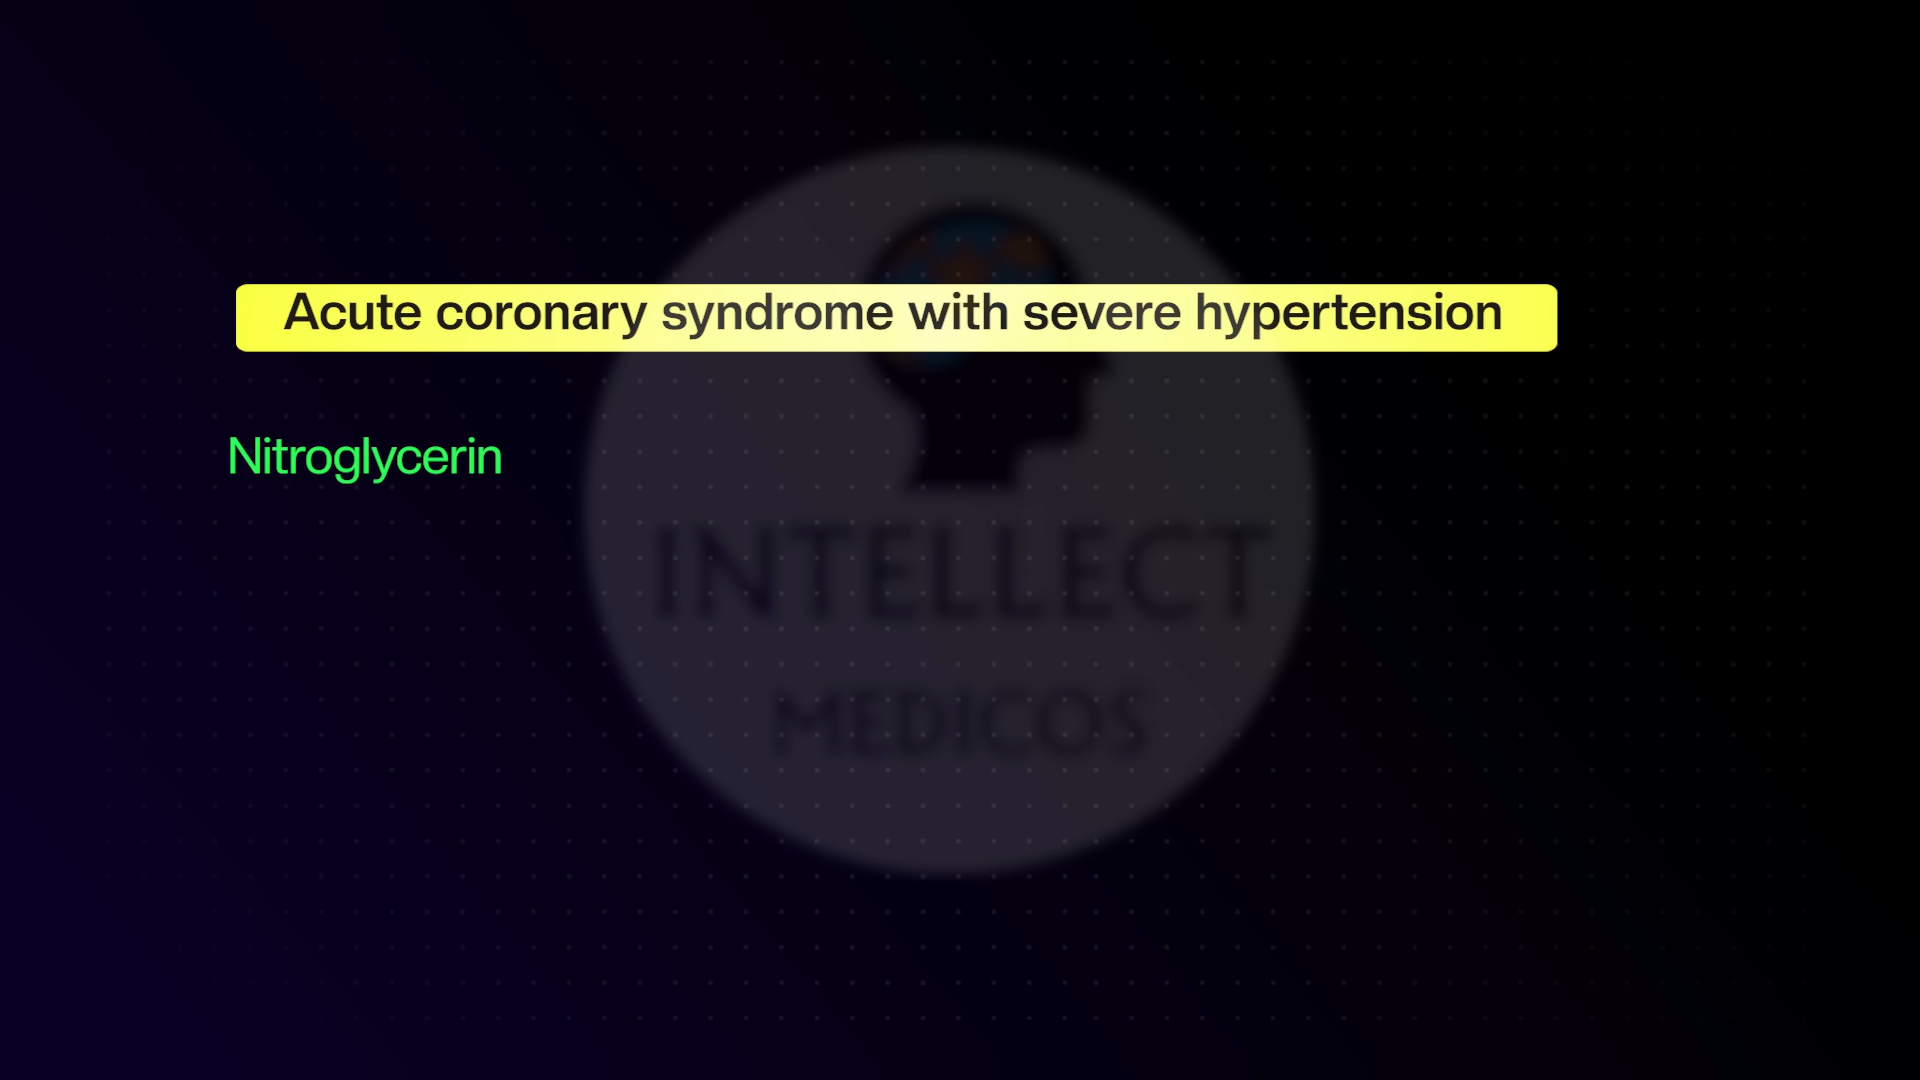 Acute coronary syndrome with severe hypertension
Nitroglycerin
INTELLECT
MEDICOS